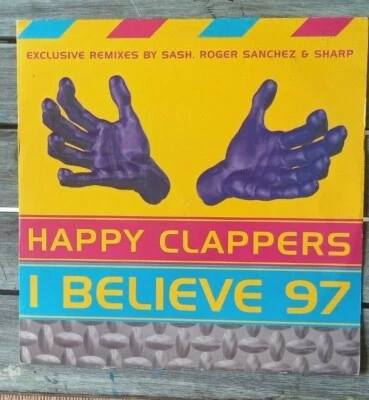 EXCLUSIVE REMIXES BY SASH, ROGER SANCHEZ & SHARP
HAPPY CLAPPERS
I BELIEVE 97